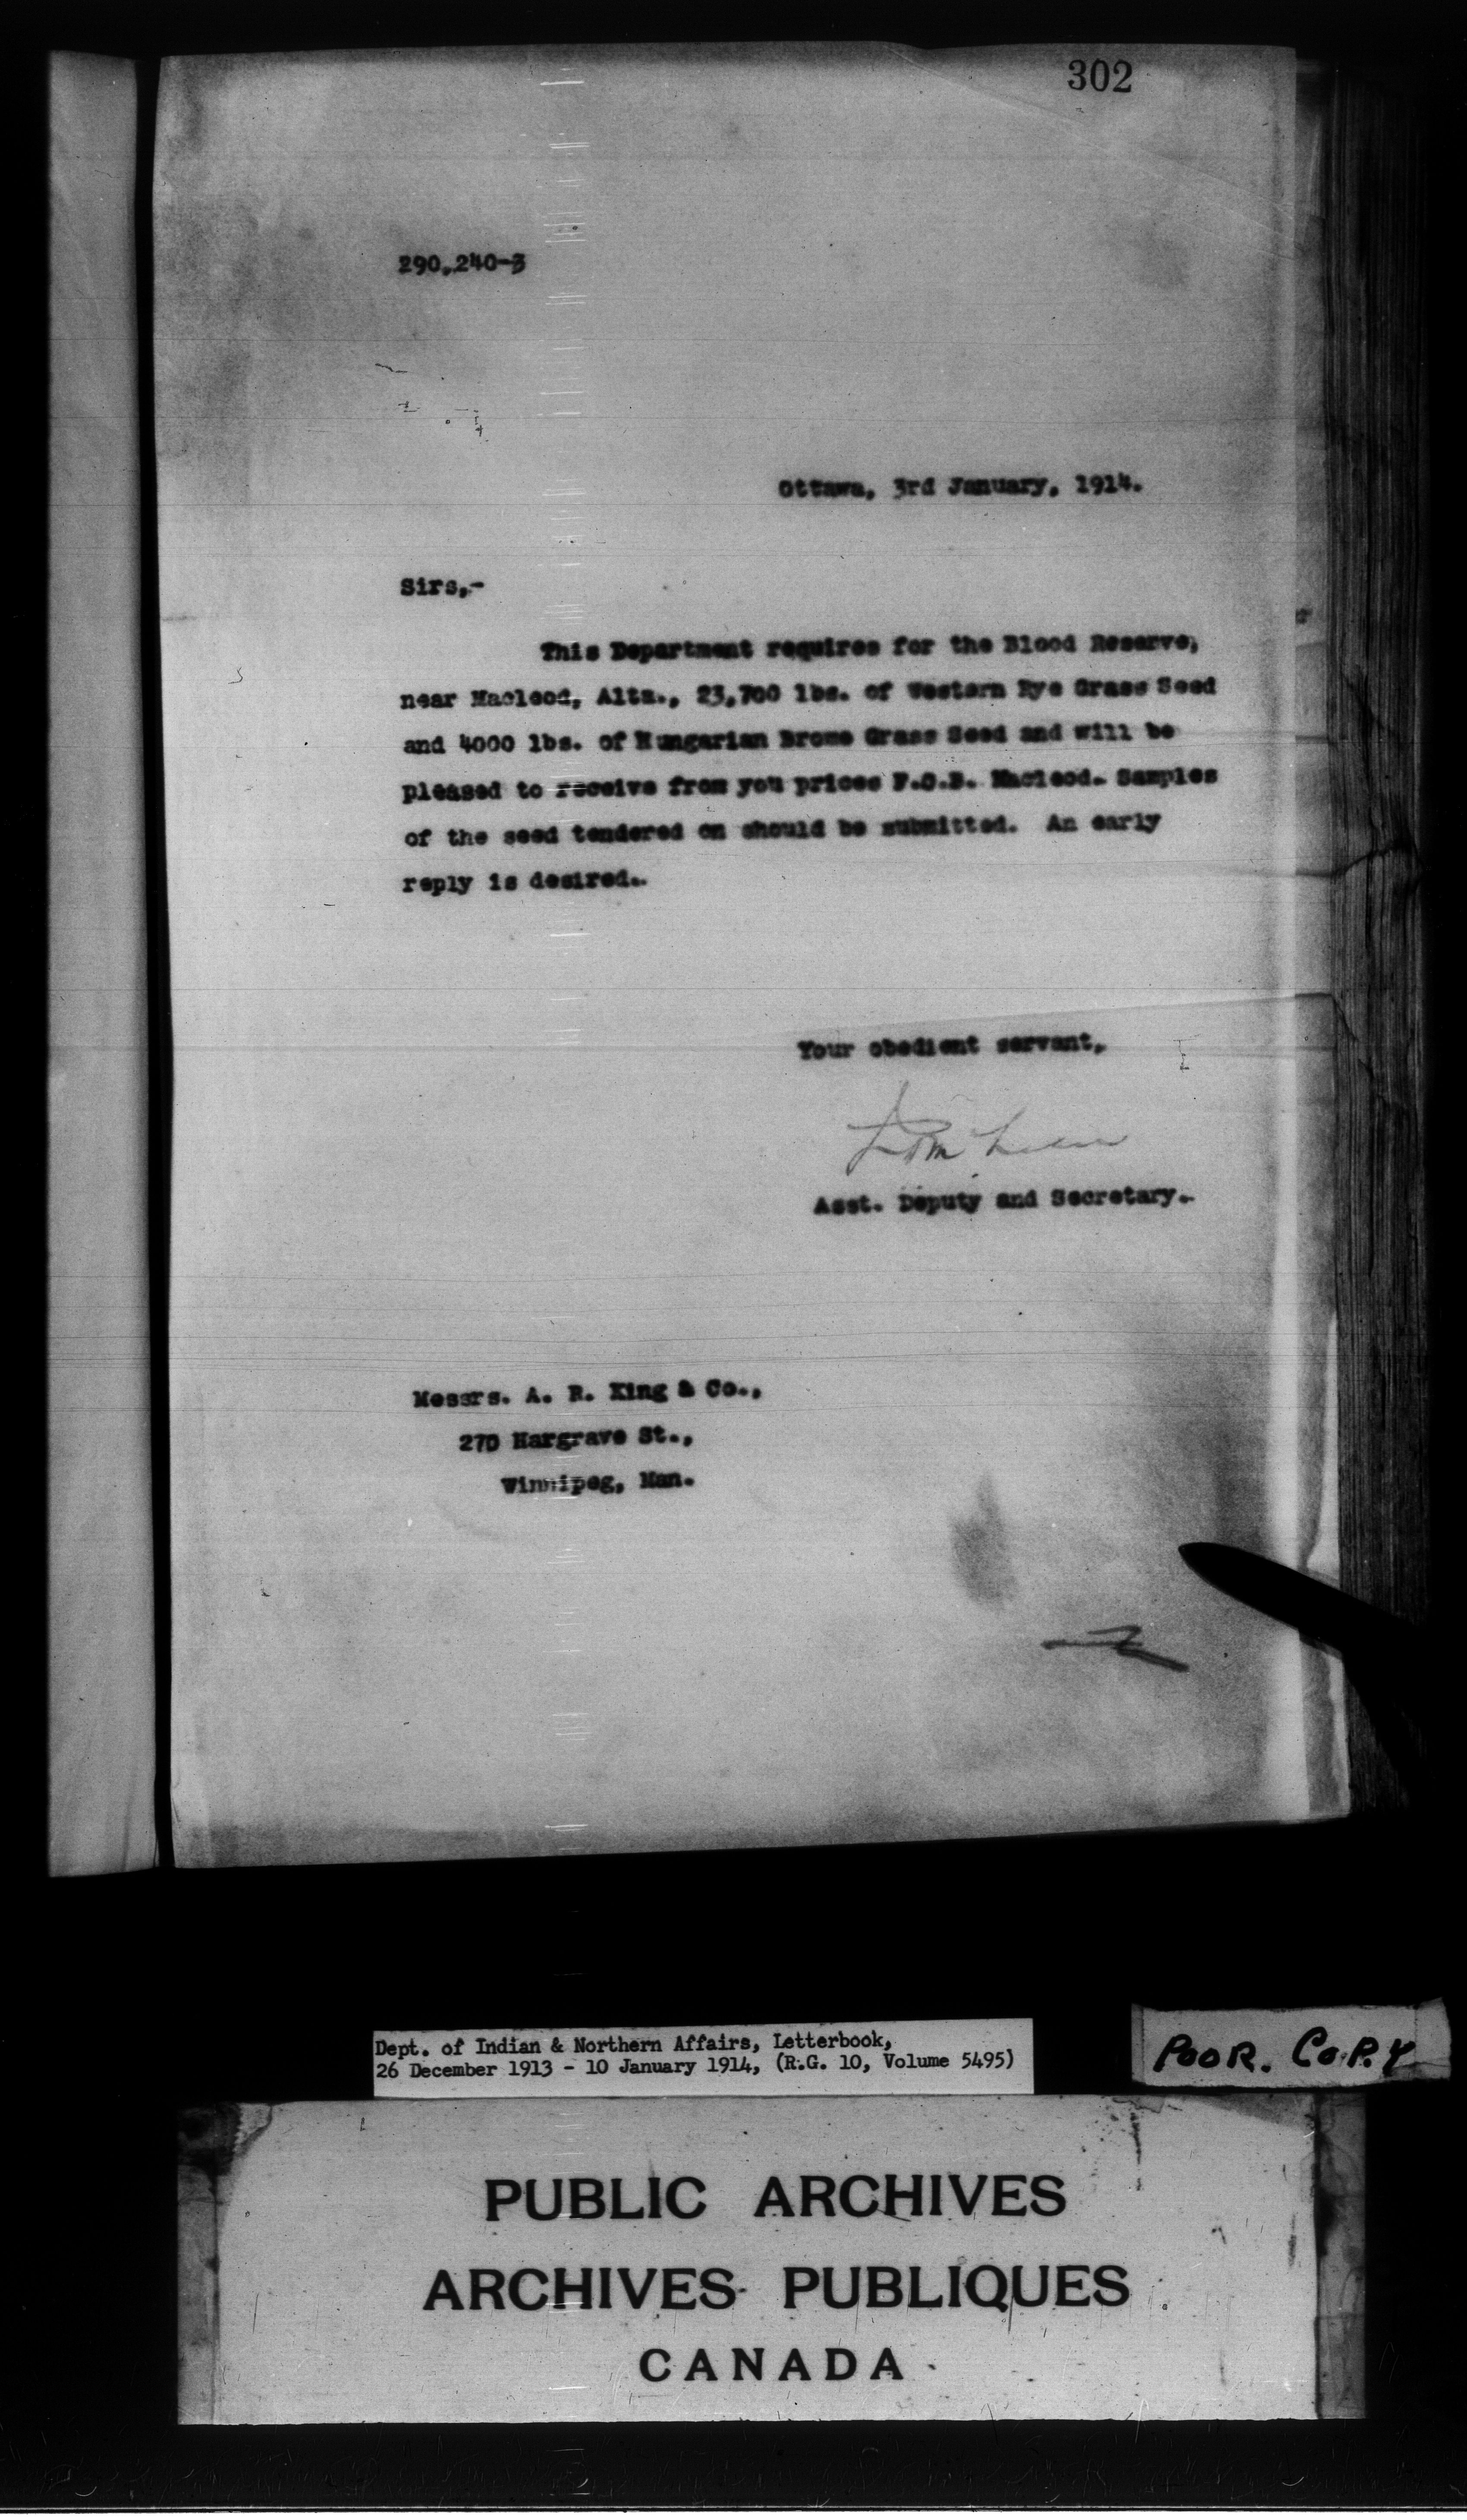 302
290,240-3
Ottawa, 3rd January, 1914.
Sirs,-
This Department requires for the Blood Reserve,
near Macleod, Alta., 23,700 lbs. of Western Rye Grass Seed
and 4000 lbs. of Hungarian Brome Grass Seed and will be
pleased to receive from you prices F.O.B. Macleod. Samples
of the seed tendered on should be submitted. An early
reply is desired.
Your obedient servant,
Asst. Deputy and Secretary.
Messrs. A. R. King & Co.,
270 Hargrave St.,
Winnipeg, Man.
Dept. of Indian & Northern Affairs, Letterbook,
26 December 1913 - 10 January 1914, (R.G. 10, Volume 5495)
POOR. COPY
PUBLIC ARCHIVES
ARCHIVES PUBLIQUES
CANADA